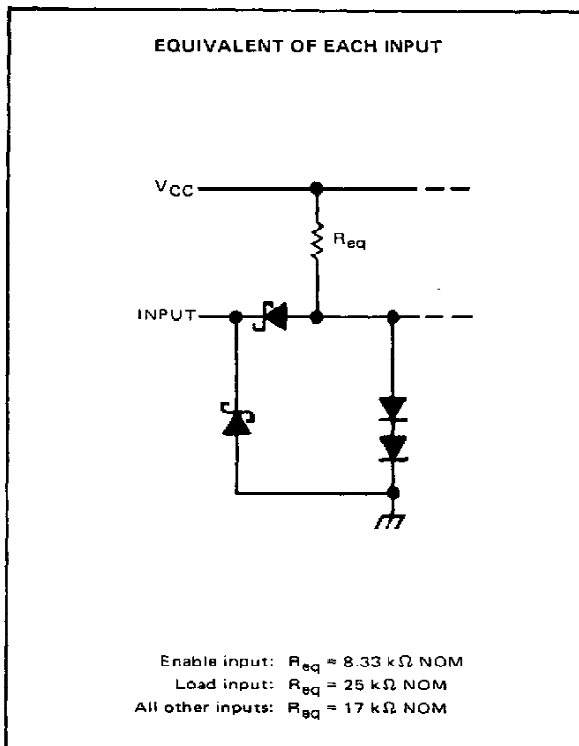 EQUIVALENT OF EACH INPUT
VCC
Req
INPUT
Enable input: Req = 8.33 kΩ NOM
Load input: Req = 25 kΩ NOM
All other inputs: Req = 17 kΩ NOM